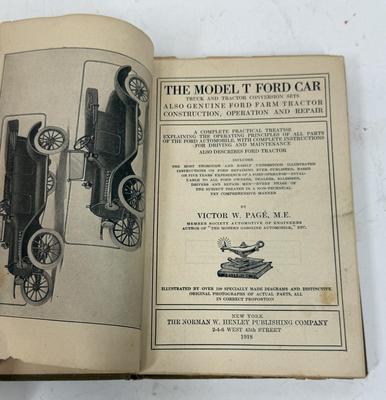 THE MODEL T FORD CAR
TRUCK AND TRACTOR CONVERSION SETS
ALSO GENUINE FORD FARM TRACTOR
CONSTRUCTION, OPERATION AND REPAIR
A COMPLETE PRACTICAL TREATISE
EXPLAINING THE OPERATING PRINCIPLES OF ALL PARTS
OF THE FORD AUTOMOBILE, WITH COMPLETE INSTRUCTIONS
FOR DRIVING AND MAINTENANCE
ALSO DESCRIBES FORD TRACTOR
INCLUDES
THE MOST THOROUGH AND EASILY UNDERSTOOD ILLUSTRATED
INSTRUCTIONS ON FORD REPAIRING EVER PUBLISHED, BASED
ON FIVE YEARS' EXPERIENCE OF A FORD OPERATOR—INVAL-
UABLE TO ALL FORD OWNERS, DEALERS, SALESMEN,
DRIVERS AND REPAIR MEN—EVERY PHASE OF
THE SUBJECT TREATED IN A NON-TECHNICAL
YET COMPREHENSIVE MANNER
BY
VICTOR W. PAGÉ, M.E.
MEMBER SOCIETY AUTOMOTIVE OF ENGINEERS
AUTHOR OF "THE MODERN GASOLINE AUTOMOBILE," ETC.
ILLUSTRATED BY OVER SPECIALLY MADE DIAGRAMS AND DISTINCTIVE
ORIGINAL PHOTOGRAPHS OF ACTUAL PARTS, ALL
IN CORRECT PROPORTION
NEW YORK
THE NORMAN W. HENLEY PUBLISHING COMPANY
2-4-6 WEST 45th STREET
1918